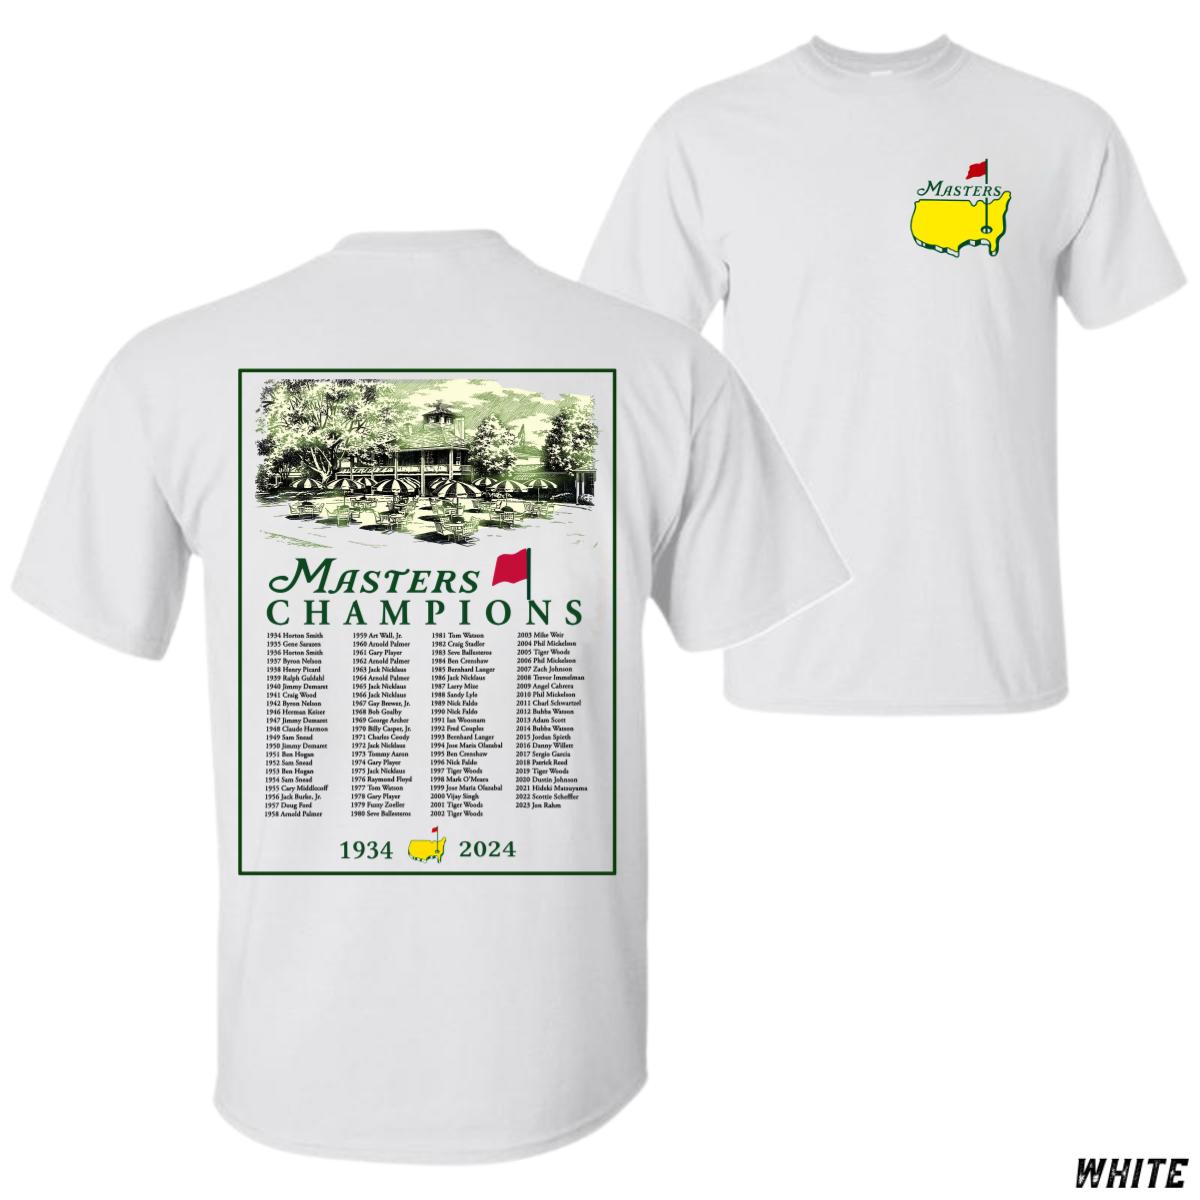 MASTERS
MASTERS
CHAMPIONS
1934 Horton Smith
1935 Gene Sarazen
1936 Horton Smith
1937 Byron Nelson
1938 Henry Picard
1939 Ralph Guldahl
1940 Jimmy Demaret
1941 Craig Wood
1942 Byron Nelson
1946 Herman Keiser
1947 Jimmy Demaret
1948 Claude Harmon
1949 Sam Snead
1950 Jimmy Demaret
1951 Ben Hogan
1952 Sam Snead
1953 Ben Hogan
1954 Sam Snead
1955 Cary Middlecoff
1956 Jack Burke, Jr.
1957 Doug Ford
1958 Arnold Palmer
1959 Art Wall, Jr.
1960 Arnold Palmer
1961 Gary Player
1962 Arnold Palmer
1963 Jack Nicklaus
1964 Arnold Palmer
1965 Jack Nicklaus
1966 Jack Nicklaus
1967 Gay Brewer, Jr.
1968 Bob Goalby
1969 George Archer
1970 Billy Casper, Jr.
1971 Charles Coody
1972 Jack Nicklaus
1973 Tommy Aaron
1974 Gary Player
1975 Jack Nicklaus
1976 Raymond Floyd
1977 Tom Watson
1978 Gary Player
1979 Fuzzy Zoeller
1980 Seve Ballesteros
1981 Tom Watson
1982 Craig Stadler
1983 Seve Ballesteros
1984 Ben Crenshaw
1985 Bernhard Langer
1986 Jack Nicklaus
1987 Larry Mize
1988 Sandy Lyle
1989 Nick Faldo
1990 Nick Faldo
1991 Ian Woosnam
1992 Fred Couples
1993 Bernhard Langer
1994 Jose Maria Olazabal
1995 Ben Crenshaw
1996 Nick Faldo
1997 Tiger Woods
1998 Mark O'Meara
1999 Jose Maria Olazabal
2000 Vijay Singh
2001 Tiger Woods
2002 Tiger Woods
2003 Mike Weir
2004 Phil Mickelson
2005 Tiger Woods
2006 Phil Mickelson
2007 Zach Johnson
2008 Trevor Immelman
2009 Angel Cabrera
2010 Phil Mickelson
2011 Charl Schwartzel
2012 Bubba Watson
2013 Adam Scott
2014 Bubba Watson
2015 Jordan Spieth
2016 Danny Willett
2017 Sergio Garcia
2018 Patrick Reed
2019 Tiger Woods
2020 Dustin Johnson
2021 Hideki Matsuyama
2022 Scottie Scheffler
2023 Jon Rahm
1934 2024
WHITE